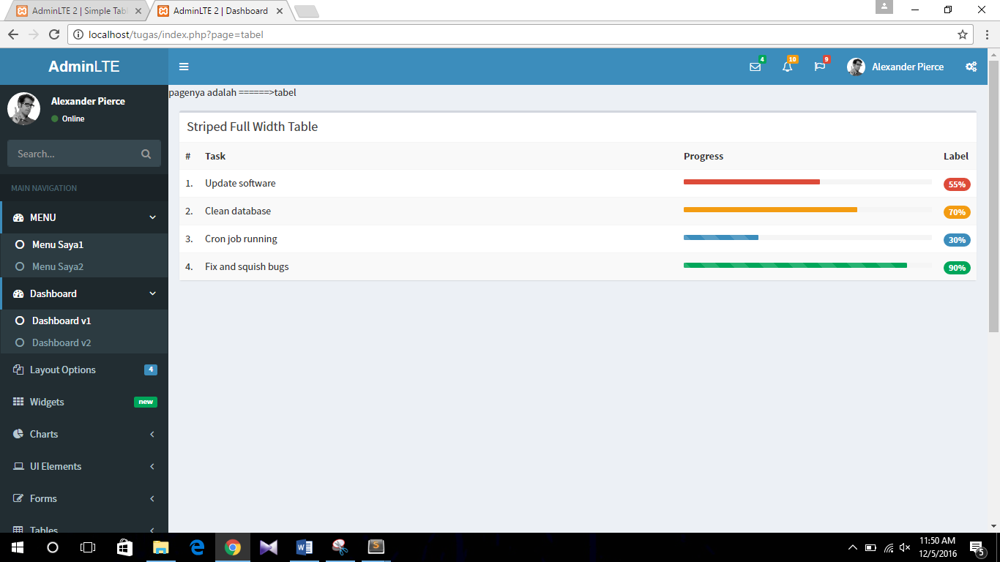 AdminLTE 2 | Simple Tab
AdminLTE 2 | Dashboard
localhost/tugas/index.php?page=tabel
AdminLTE
4
10
9
Alexander Pierce
Alexander Pierce
Online
Search...
MAIN NAVIGATION
MENU
Menu Saya1
Menu Saya2
Dashboard
Dashboard v1
Dashboard v2
Layout Options 4
Widgets new
Charts
UI Elements
Forms
Tables
pagenya adalah ======>tabel
Striped Full Width Table
# Task Progress Label
1. Update software 55%
2. Clean database 70%
3. Cron job running 30%
4. Fix and squish bugs 90%
11:50 AM
12/5/2016
5